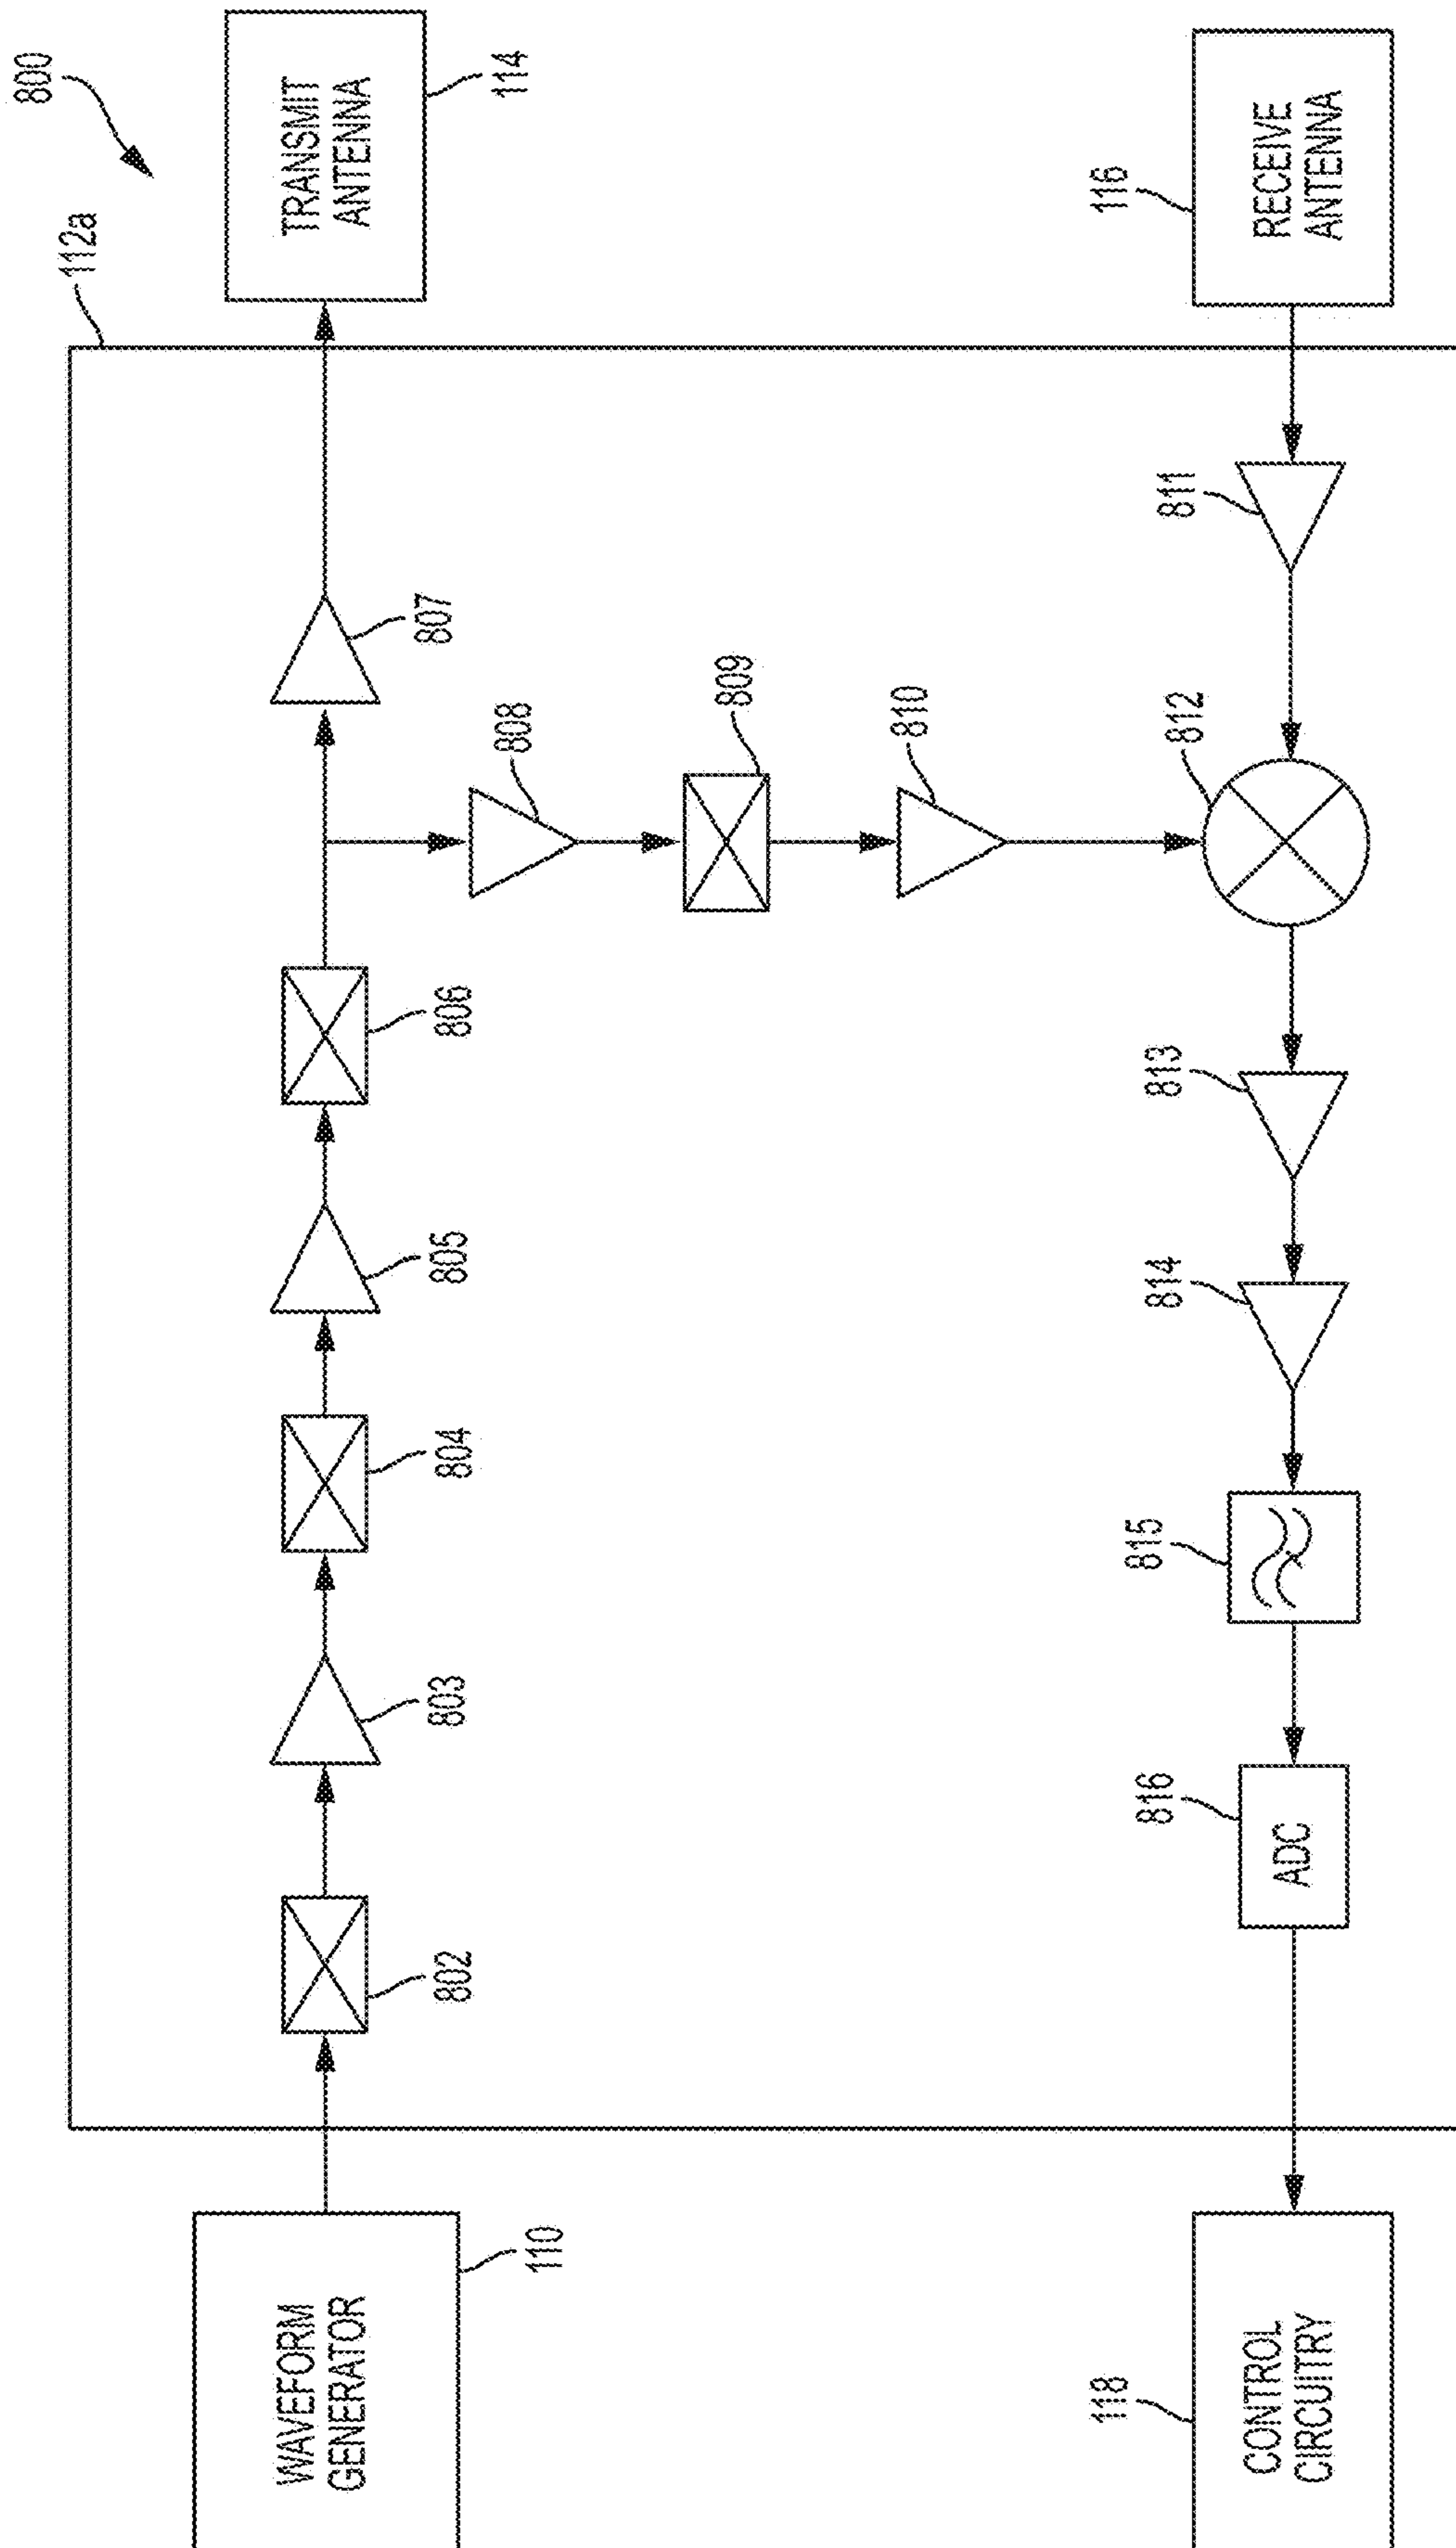 800
112a
WAVEFORM
GENERATOR
110
802
803
804
805
806
807
TRANSMIT
ANTENNA
114
808
809
810
CONTROL
CIRCUITRY
118
ADC
816
815
814
813
812
811
RECEIVE
ANTENNA
116